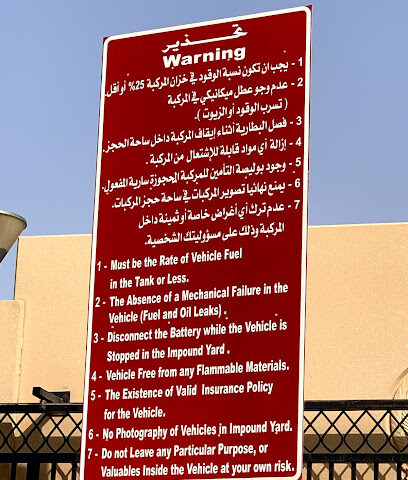 تحذير
Warning
1 - يجب ان تكون نسبة الوقود في خزان المركبة 25% أو أقل.
2 - عدم وجو عطل ميكانيكي في المركبة
( تسرب الوقود أو الزيوت ) .
3 - فصل البطارية أثناء إيقاف المركبة داخل ساحة الحجز.
4 - إزالة أي مواد قابلة للإشتعال من المركبة .
5 - وجود بوليصة التأمين للمركبة المحجوزة سارية المفعول.
6 - يمنع نهائيا تصوير المركبات في ساحة حجز المركبات.
7 - عدم ترك أي أغراض خاصة أو ثمينة داخل
المركبة وذلك على مسؤوليتك الشخصية.
1 - Must be the Rate of Vehicle Fuel
in the Tank or Less.
2 - The Absence of a Mechanical Failure in the
Vehicle (Fuel and Oil Leaks) .
3 - Disconnect the Battery while the Vehicle is
Stopped in the Impound Yard .
4 - Vehicle Free from any Flammable Materials.
5 - The Existence of Valid Insurance Policy
for the Vehicle.
6 - No Photography of Vehicles in Impound Yard.
7 - Do not Leave any Particular Purpose, or
Valuables Inside the Vehicle at your own risk.